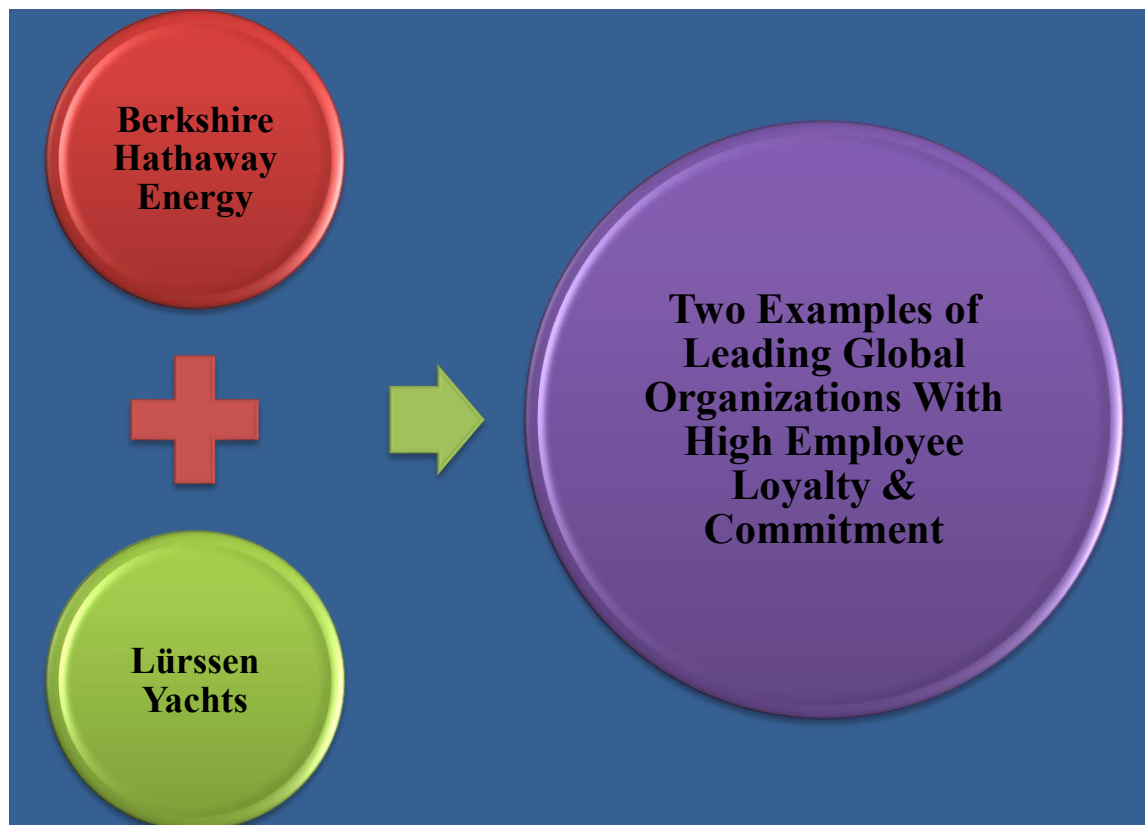 Berkshire
Hathaway
Energy
Lürssen
Yachts
Two Examples of
Leading Global
Organizations With
High Employee
Loyalty &
Commitment